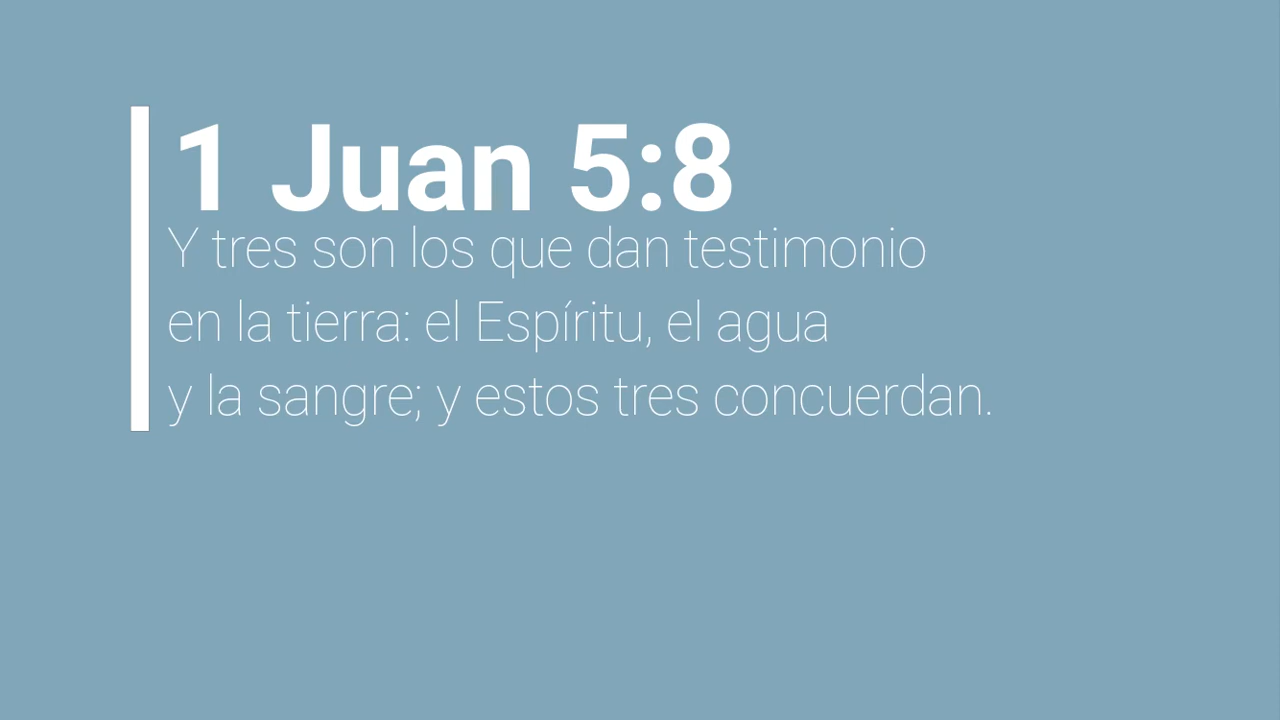 1 Juan 5:8
Y tres son los que dan testimonio
en la tierra: el Espíritu, el agua
y la sangre; y estos tres concuerdan.